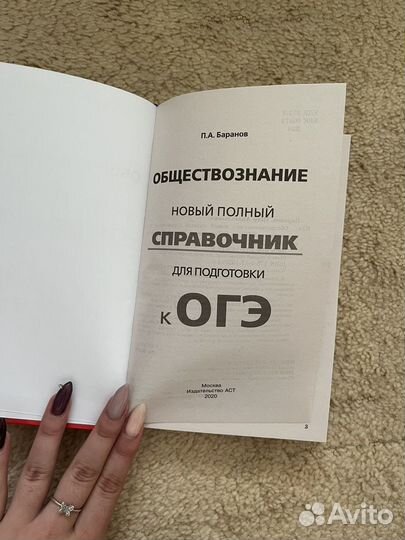 П.А. Баранов
ОБЩЕСТВОЗНАНИЕ
НОВЫЙ ПОЛНЫЙ
СПРАВОЧНИК
ДЛЯ ПОДГОТОВКИ
К ОГЭ
Москва
Издательство АСТ
2020
3
Avito